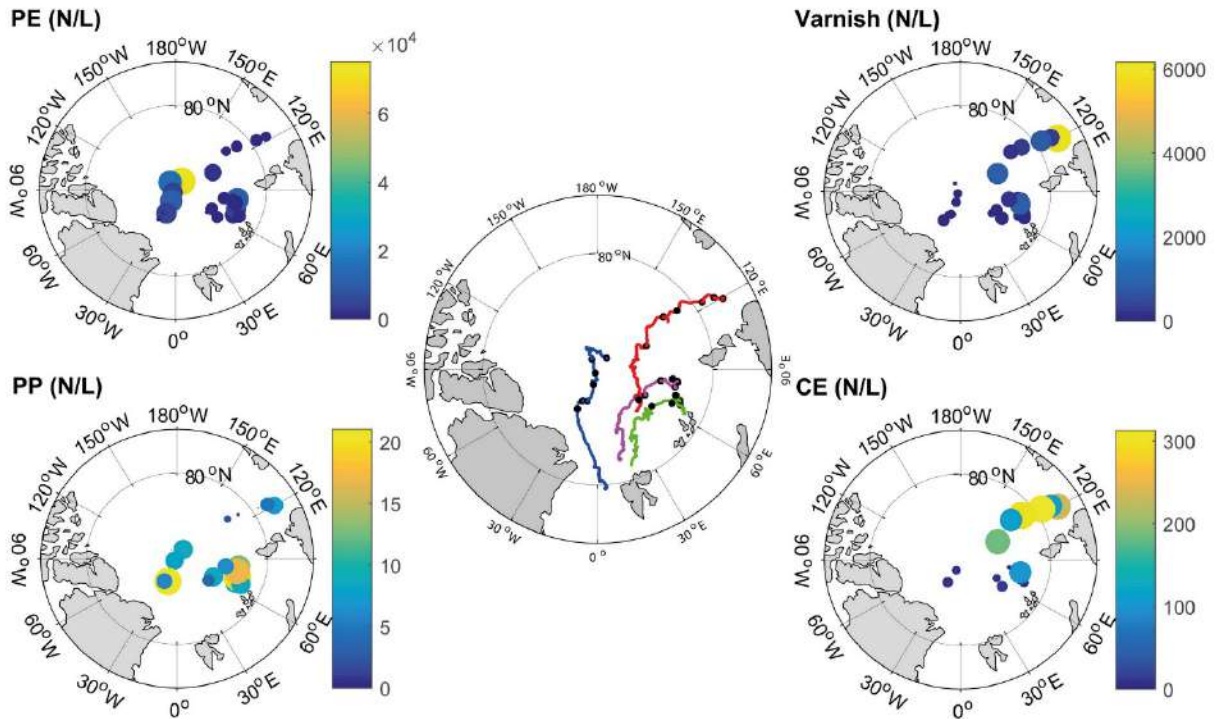 PE (N/L)
×10⁴
180°W
150°W
150°E
120°W
120°E
80°N
90°W
60°W
60°E
30°W
30°E
0°
8
6
4
2
0
Varnish (N/L)
180°W
150°W
150°E
120°W
120°E
80°N
90°W
60°W
60°E
30°W
30°E
0°
6000
4000
2000
0
180°W
150°W
150°E
120°W
120°E
80°N
90°W
90°E
60°W
60°E
30°W
30°E
0°
PP (N/L)
180°W
150°W
150°E
120°W
120°E
80°N
90°W
60°W
60°E
30°W
30°E
0°
20
15
10
5
0
CE (N/L)
180°W
150°W
150°E
120°W
120°E
80°N
90°W
60°W
60°E
30°W
30°E
0°
300
200
100
0